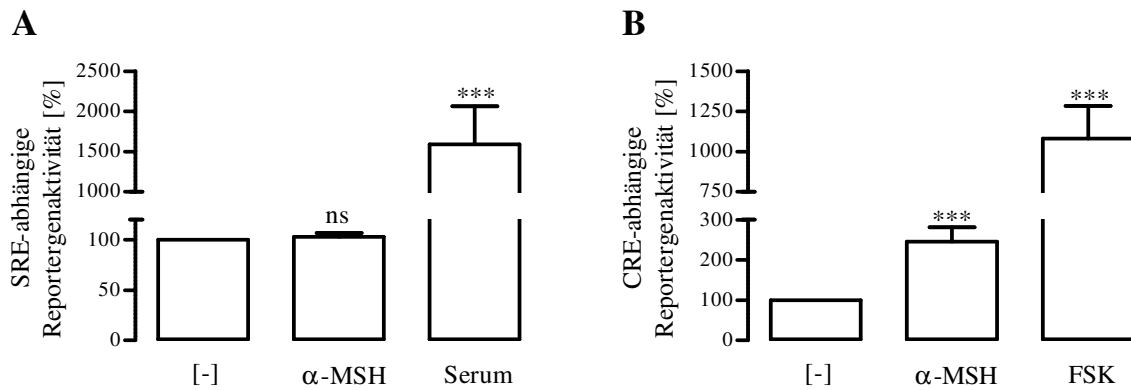 A
SRE-abhängige
Reportergenaktivität [%]
2500
2000
1500
1000
100
50
0
ns
***
[-]
α-MSH
Serum
B
CRE-abhängige
Reportergenaktivität [%]
1500
1250
1000
750
300
200
100
0
***
***
[-]
α-MSH
FSK